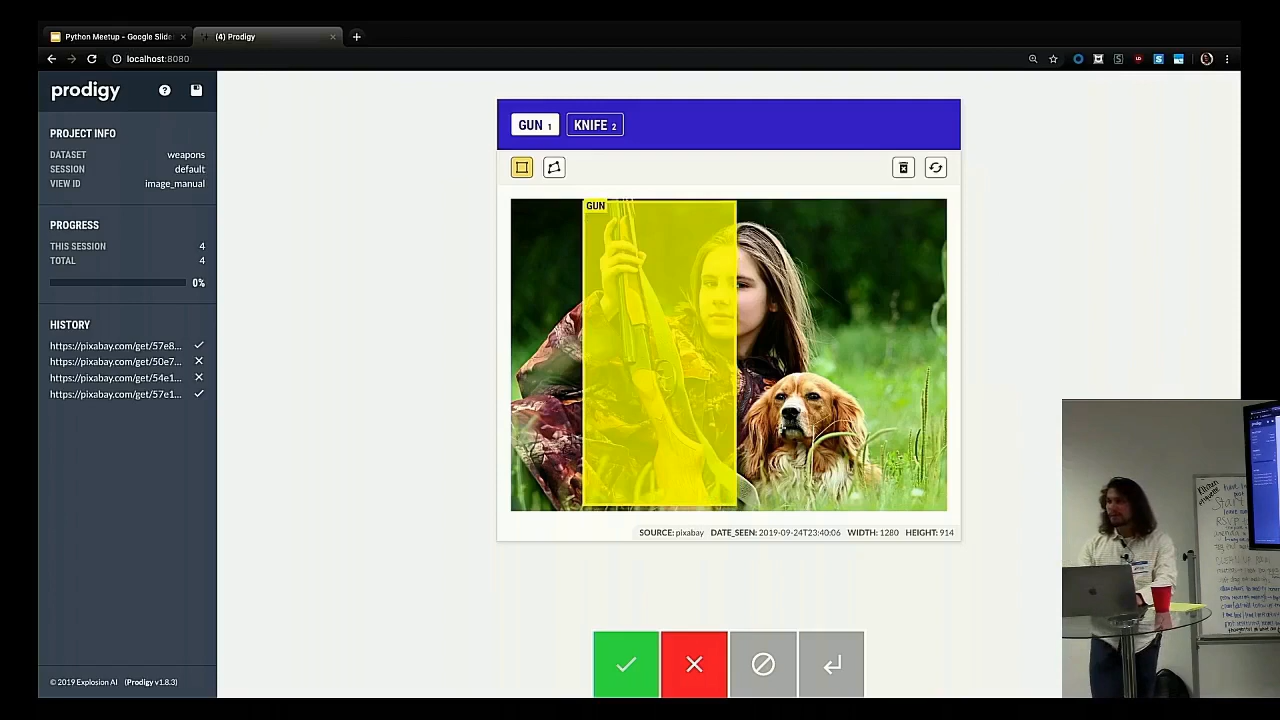 Python Meetup - Google Slide
(4) Prodigy
localhost:8080
prodigy
PROJECT INFO
DATASET weapons
SESSION default
VIEW ID image_manual
PROGRESS
THIS SESSION 4
TOTAL 4
0%
HISTORY
https://pixabay.com/get/57e8...
https://pixabay.com/get/50e7...
https://pixabay.com/get/54e1...
https://pixabay.com/get/57e1...
© 2019 Explosion AI (Prodigy v1.8.3)
GUN 1 KNIFE 2
GUN
SOURCE: pixabay DATE_SEEN: 2019-09-24T23:40:06 WIDTH: 1280 HEIGHT: 914